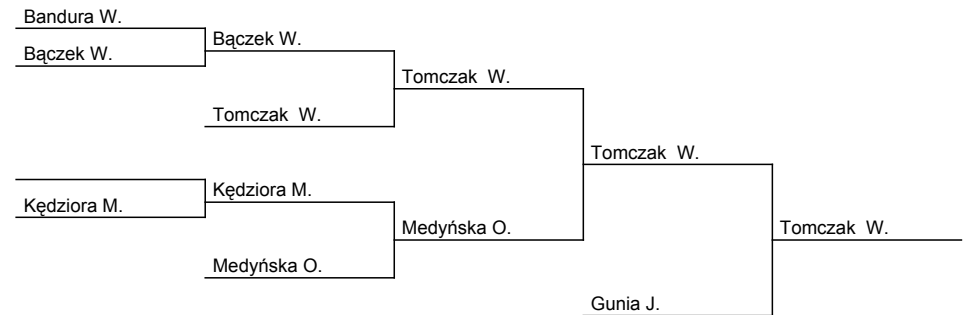 Bandura W.
Bączek W.
Bączek W.
Tomczak W.
Tomczak W.
Tomczak W.
Kędziora M.
Kędziora M.
Medyńska O.
Tomczak W.
Medyńska O.
Gunia J.